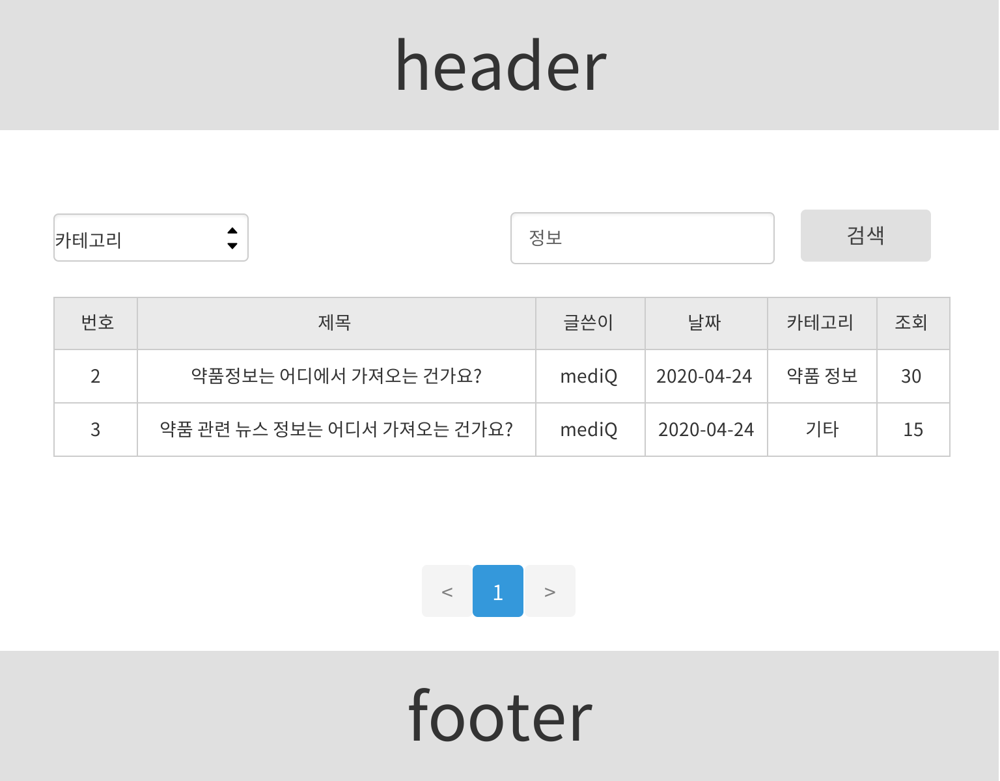 header
카테고리
정보
검색
번호 제목 글쓴이 날짜 카테고리 조회
2 약품정보는 어디에서 가져오는 건가요? mediQ 2020-04-24 약품 정보 30
3 약품 관련 뉴스 정보는 어디서 가져오는 건가요? mediQ 2020-04-24 기타 15
< 1 >
footer